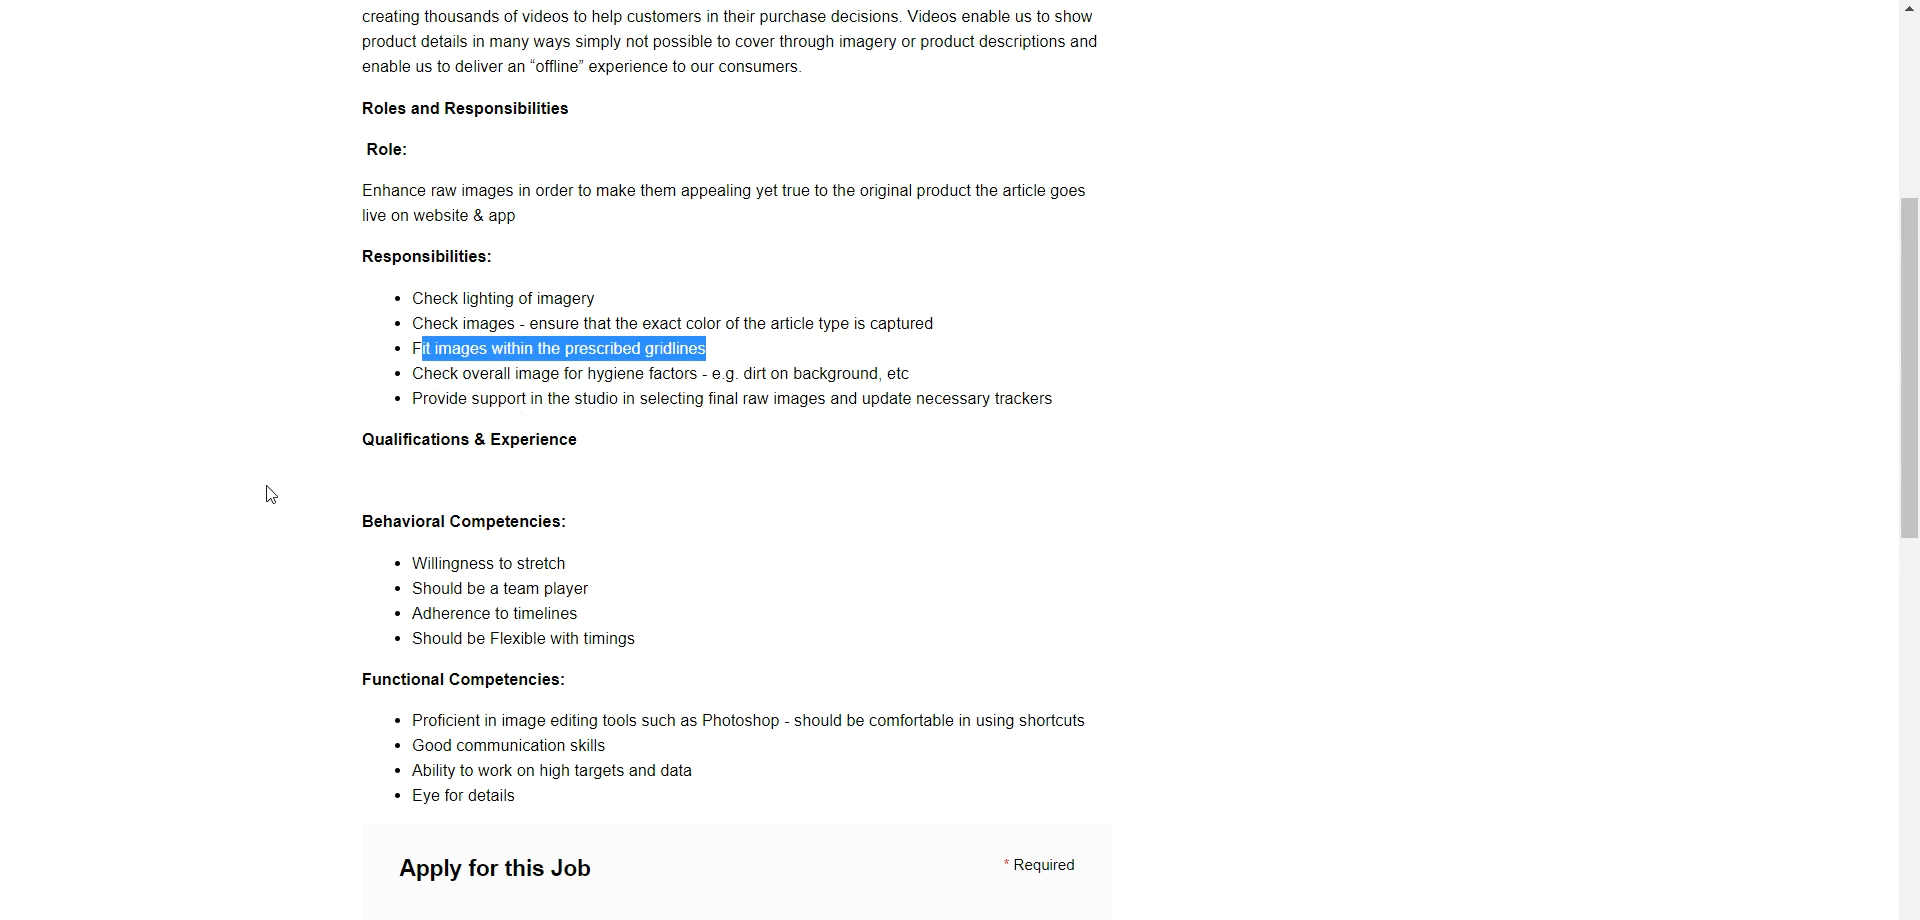 creating thousands of videos to help customers in their purchase decisions. Videos enable us to show
product details in many ways simply not possible to cover through imagery or product descriptions and
enable us to deliver an “offline” experience to our consumers.
Roles and Responsibilities
Role:
Enhance raw images in order to make them appealing yet true to the original product the article goes
live on website & app
Responsibilities:
• Check lighting of imagery
• Check images - ensure that the exact color of the article type is captured
• Fit images within the prescribed gridlines
• Check overall image for hygiene factors - e.g. dirt on background, etc
• Provide support in the studio in selecting final raw images and update necessary trackers
Qualifications & Experience
Behavioral Competencies:
• Willingness to stretch
• Should be a team player
• Adherence to timelines
• Should be Flexible with timings
Functional Competencies:
• Proficient in image editing tools such as Photoshop - should be comfortable in using shortcuts
• Good communication skills
• Ability to work on high targets and data
• Eye for details
Apply for this Job
* Required